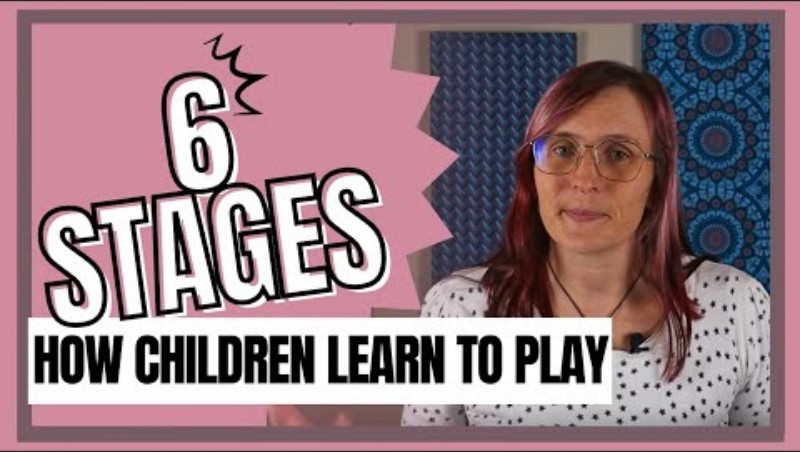 6
STAGES
HOW CHILDREN LEARN TO PLAY